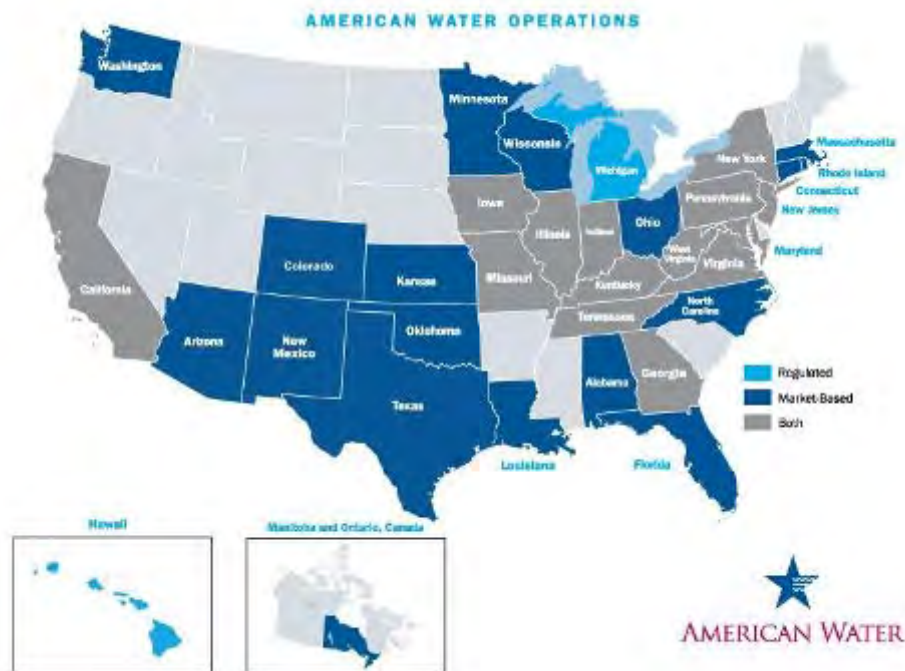 AMERICAN WATER OPERATIONS
Washington
Minnesota
Wisconsin
Michigan
New York
Massachusetts
Rhode Island
Connecticut
New Jersey
Maryland
Iowa
Illinois
Indiana
Ohio
Pennsylvania
West
Virginia
Virginia
California
Colorado
Kansas
Missouri
Kentucky
Tennessee
North
Carolina
Arizona
New
Mexico
Oklahoma
Texas
Alabama
Georgia
Louisiana
Florida
Regulated
Market-Based
Both
Hawaii
Manitoba and Ontario, Canada
AMERICAN WATER